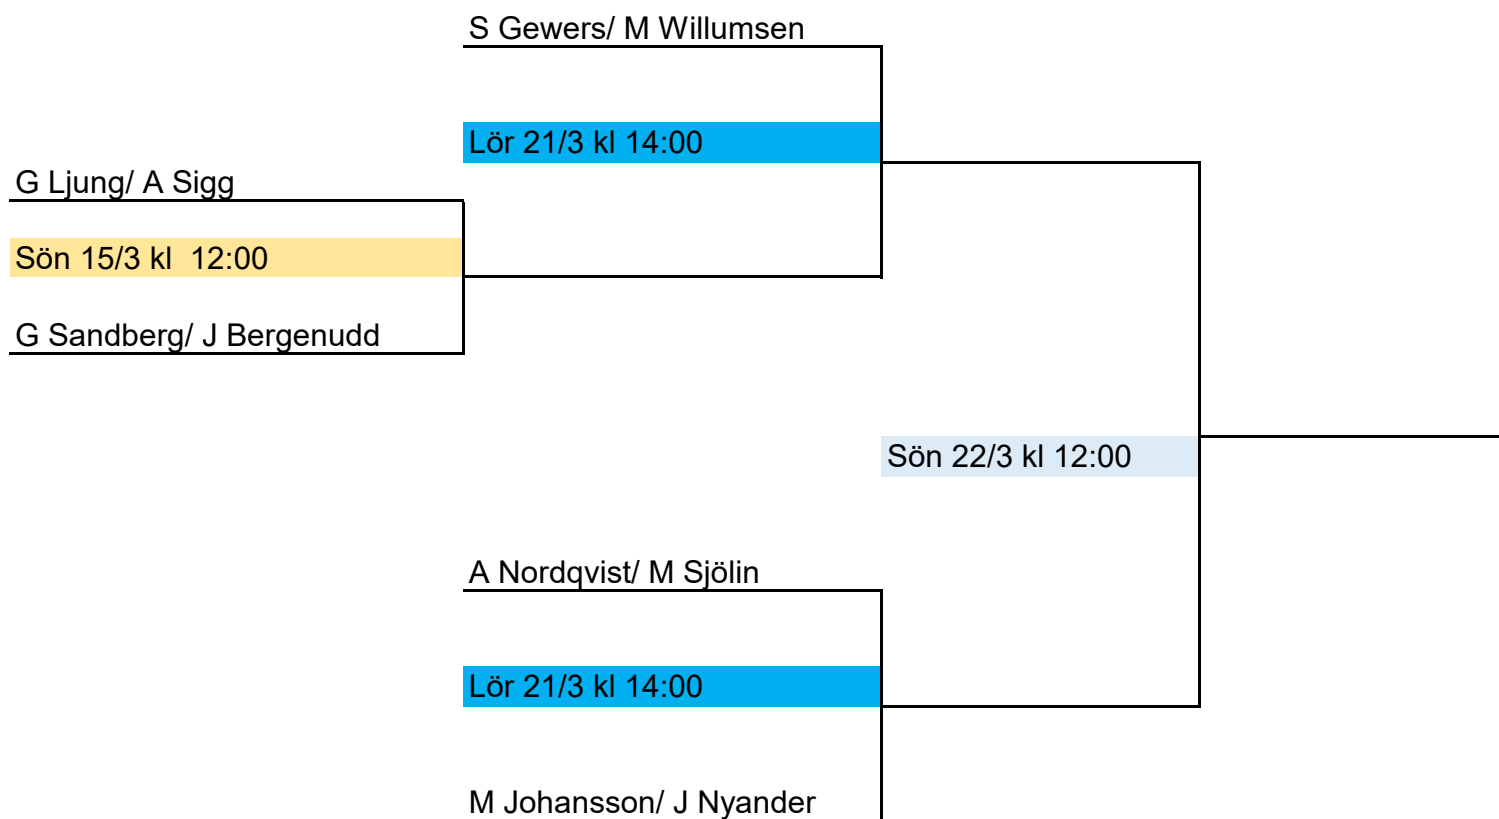 S Gewers/ M Willumsen
Lör 21/3 kl 14:00
G Ljung/ A Sigg
Sön 15/3 kl  12:00
G Sandberg/ J Bergenudd
Sön 22/3 kl 12:00
A Nordqvist/ M Sjölin
Lör 21/3 kl 14:00
M Johansson/ J Nyander